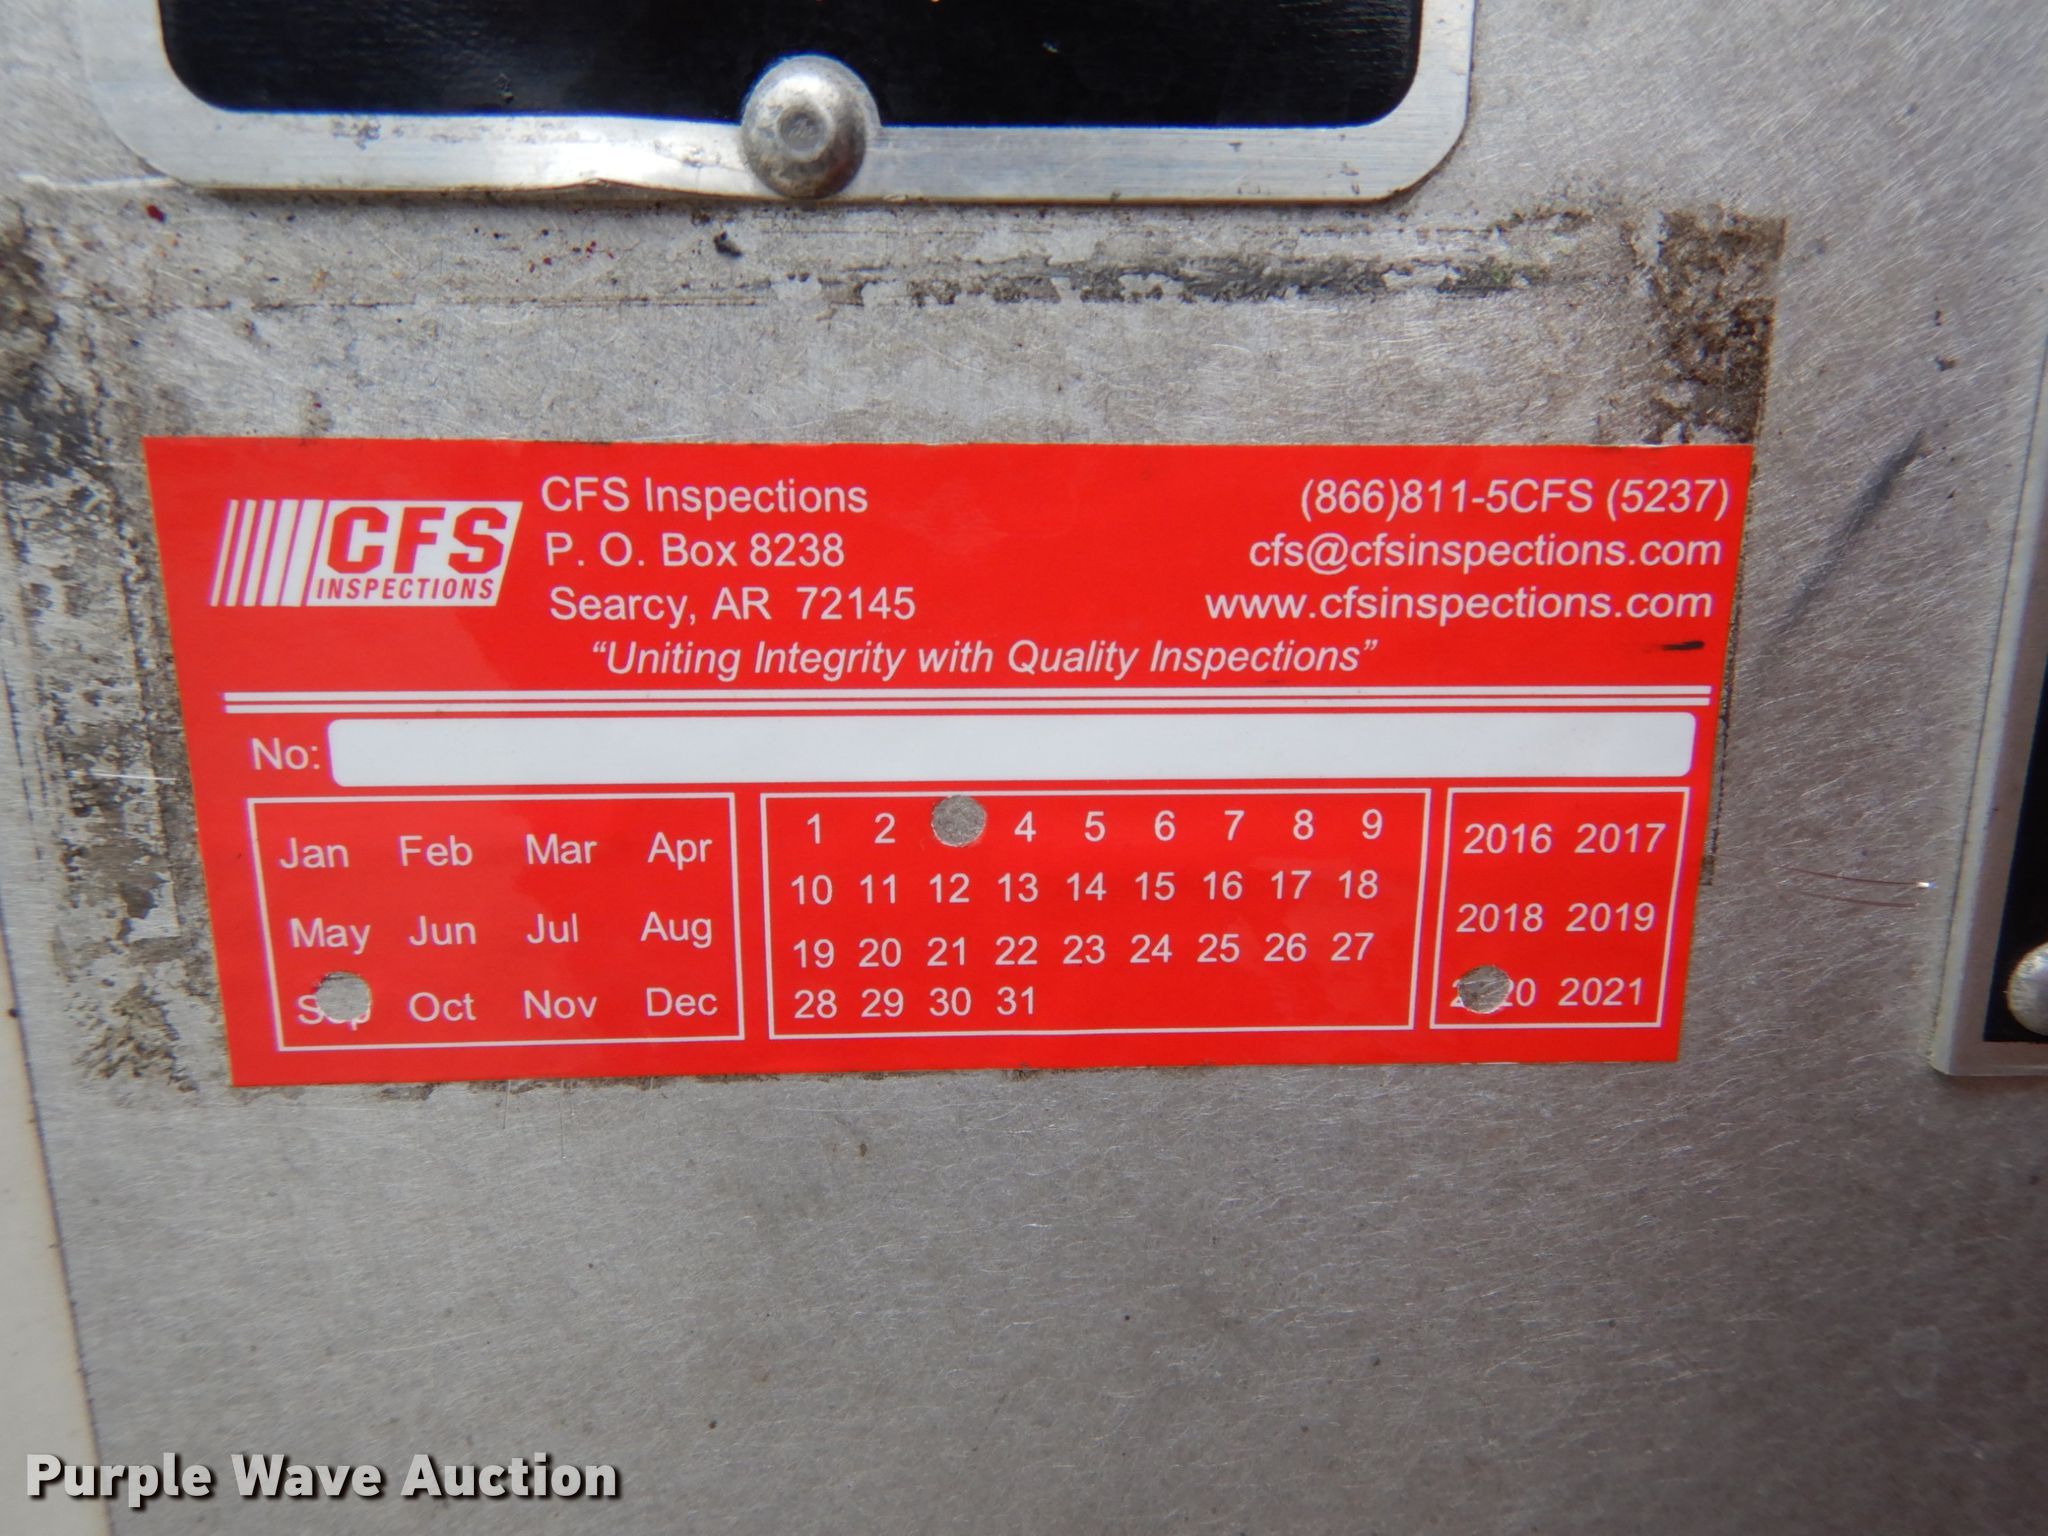 CFS
INSPECTIONS
CFS Inspections
P. O. Box 8238
Searcy, AR 72145
(866)811-5CFS (5237)
cfs@cfsinspections.com
www.cfsinspections.com
“Uniting Integrity with Quality Inspections”
No:
Jan Feb Mar Apr
May Jun Jul Aug
Sep Oct Nov Dec
1 2 4 5 6 7 8 9
10 11 12 13 14 15 16 17 18
19 20 21 22 23 24 25 26 27
28 29 30 31
2016 2017
2018 2019
2020 2021
Purple Wave Auction